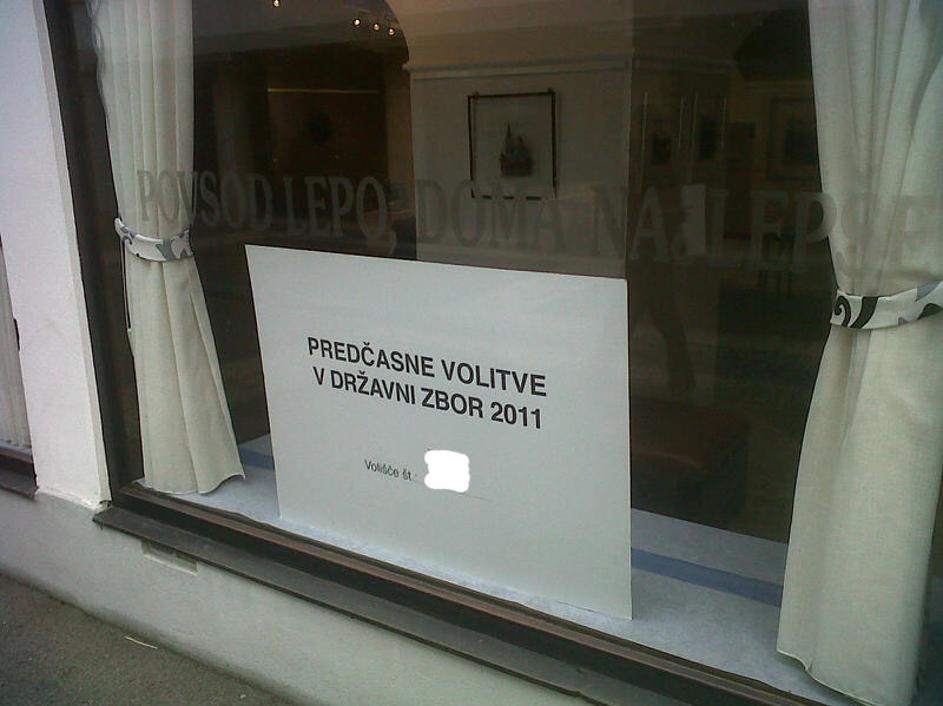 POVSOD LEPO, DOMA NAJLEPŠE
PREDČASNE VOLITVE
V DRŽAVNI ZBOR 2011
Volišče št.: